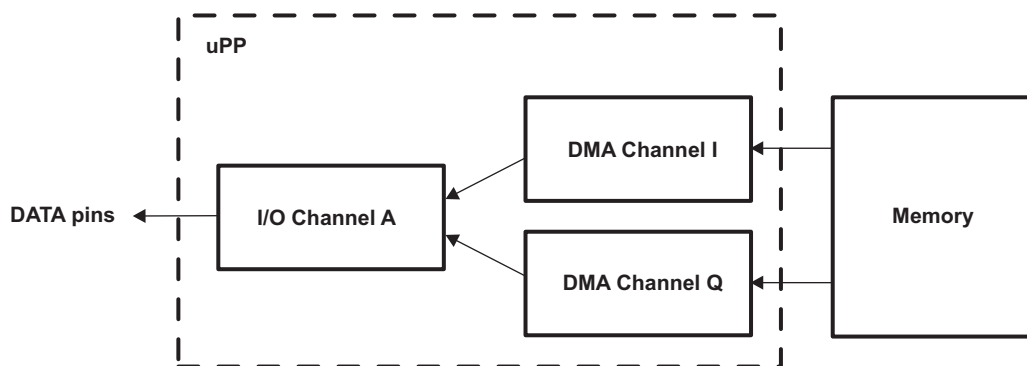 uPP
DMA Channel I
I/O Channel A
DATA pins
Memory
DMA Channel Q